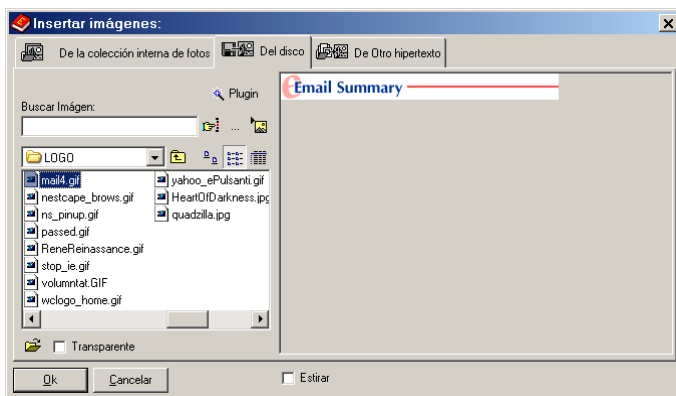 Insertar imágenes:
De la colección interna de fotos
Del disco
De Otro hipertexto
Plugin
Buscar Imágen:
...
LOGO
mail4.gif
nestcape_brows.gif
ns_pinup.gif
passed.gif
ReneReinassance.gif
stop_ie.gif
volumntat.GIF
wclogo_home.gif
yahoo_ePulsanti.gif
HeartOfDarkness.jpg
quadzilla.jpg
Transparente
Ok
Cancelar
Estirar
eEmail Summary